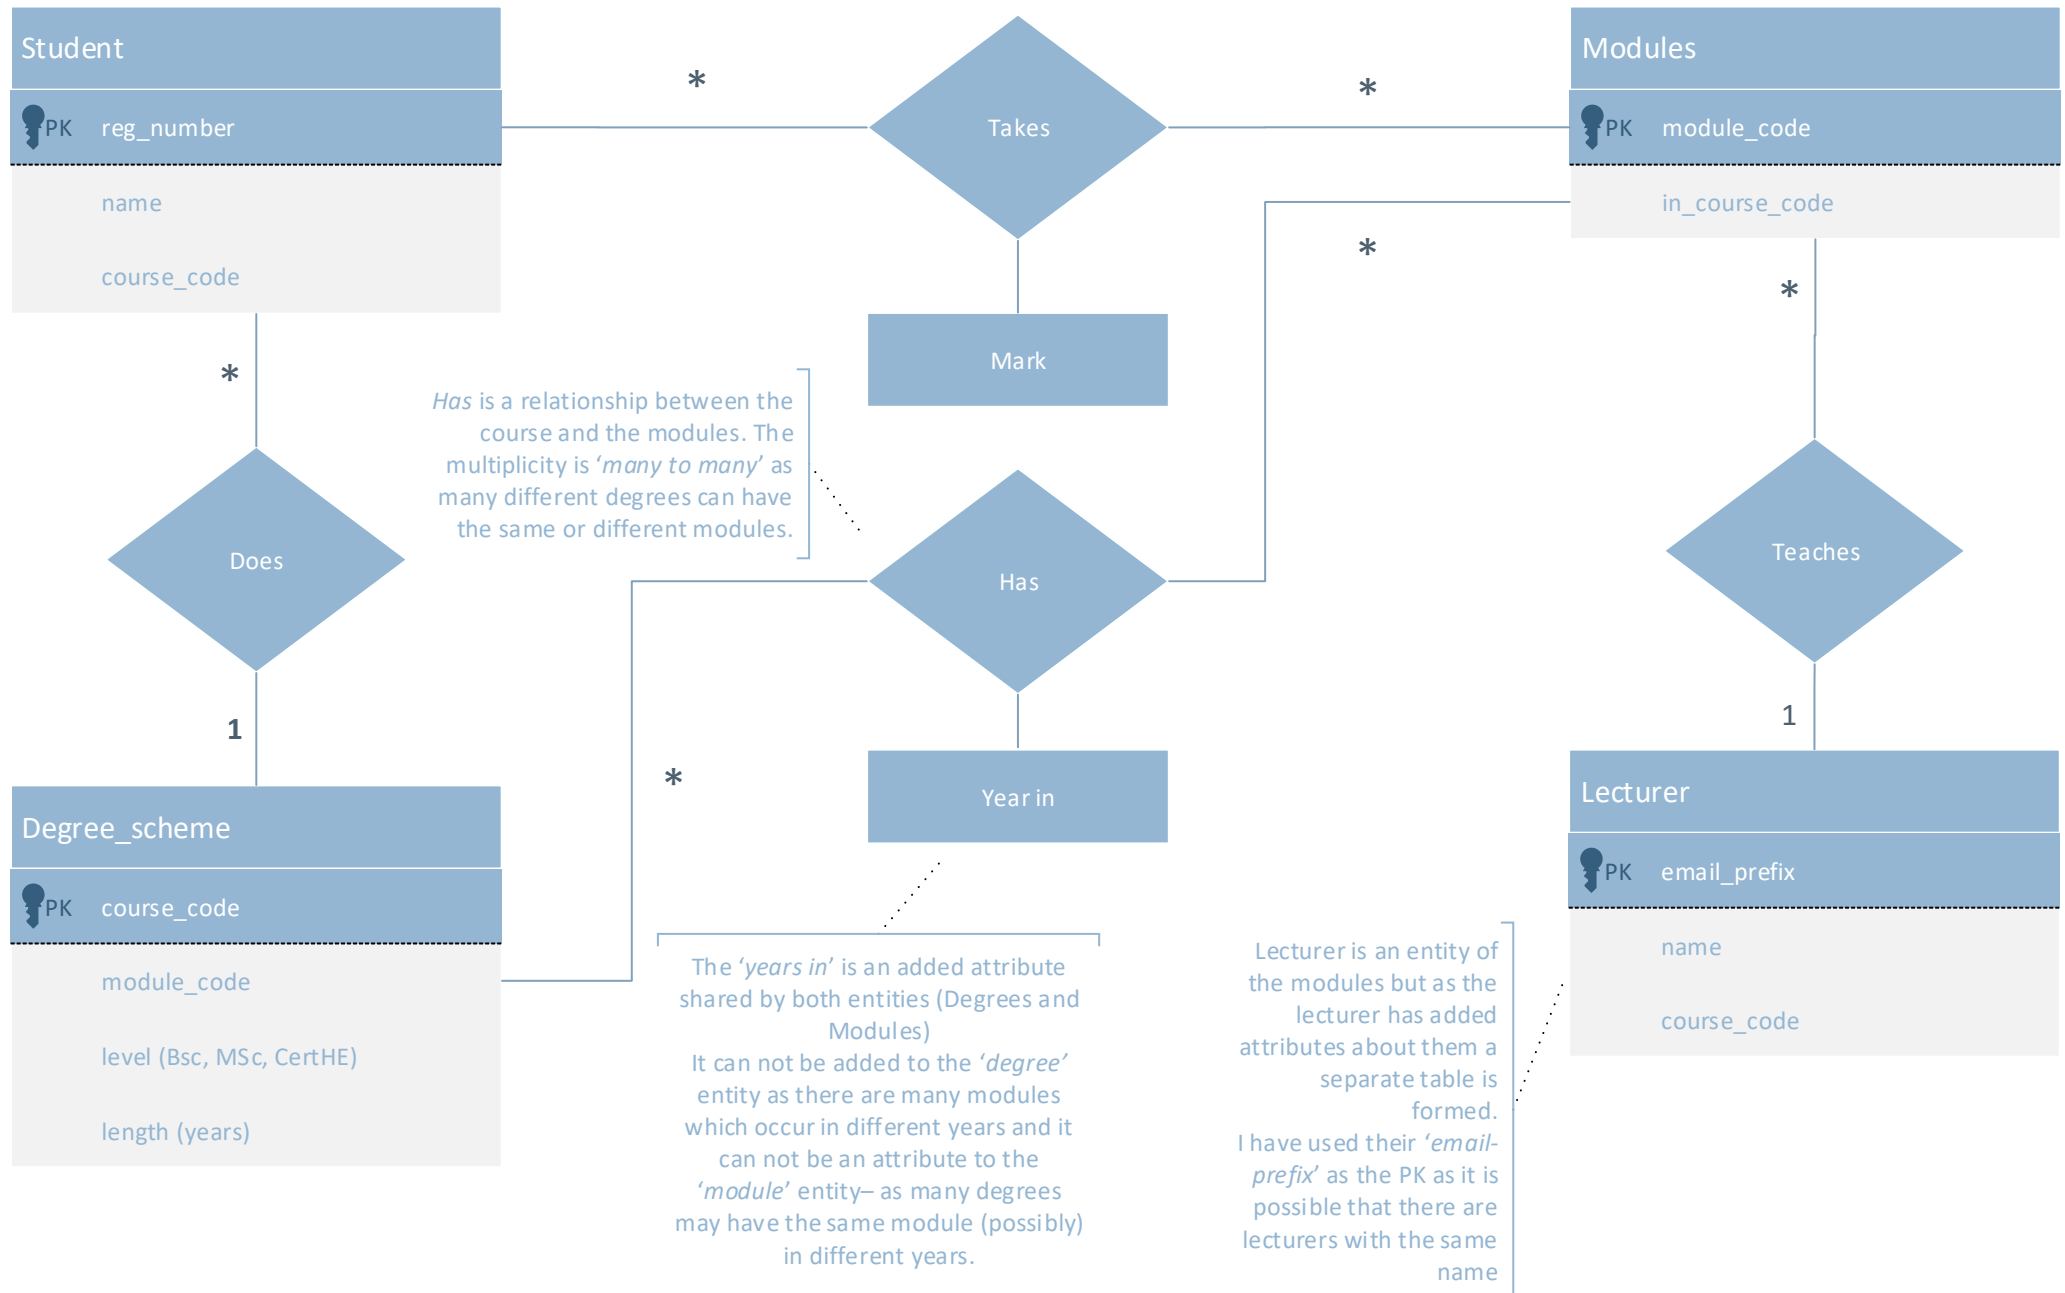 Student
PK reg_number
name
course_code
*
Takes
*
Modules
PK module_code
in_course_code
*
*
Mark
*
Does
1
Has is a relationship between the
course and the modules. The
multiplicity is ‘many to many’ as
many different degrees can have
the same or different modules.
Has
*
Year in
Teaches
1
Degree_scheme
PK course_code
module_code
level (Bsc, MSc, CertHE)
length (years)
The ‘years in’ is an added attribute
shared by both entities (Degrees and
Modules)
It can not be added to the ‘degree’
entity as there are many modules
which occur in different years and it
can not be an attribute to the
‘module’ entity– as many degrees
may have the same module (possibly)
in different years.
Lecturer is an entity of
the modules but as the
lecturer has added
attributes about them a
separate table is
formed.
I have used their ‘email-
prefix’ as the PK as it is
possible that there are
lecturers with the same
name
Lecturer
PK email_prefix
name
course_code